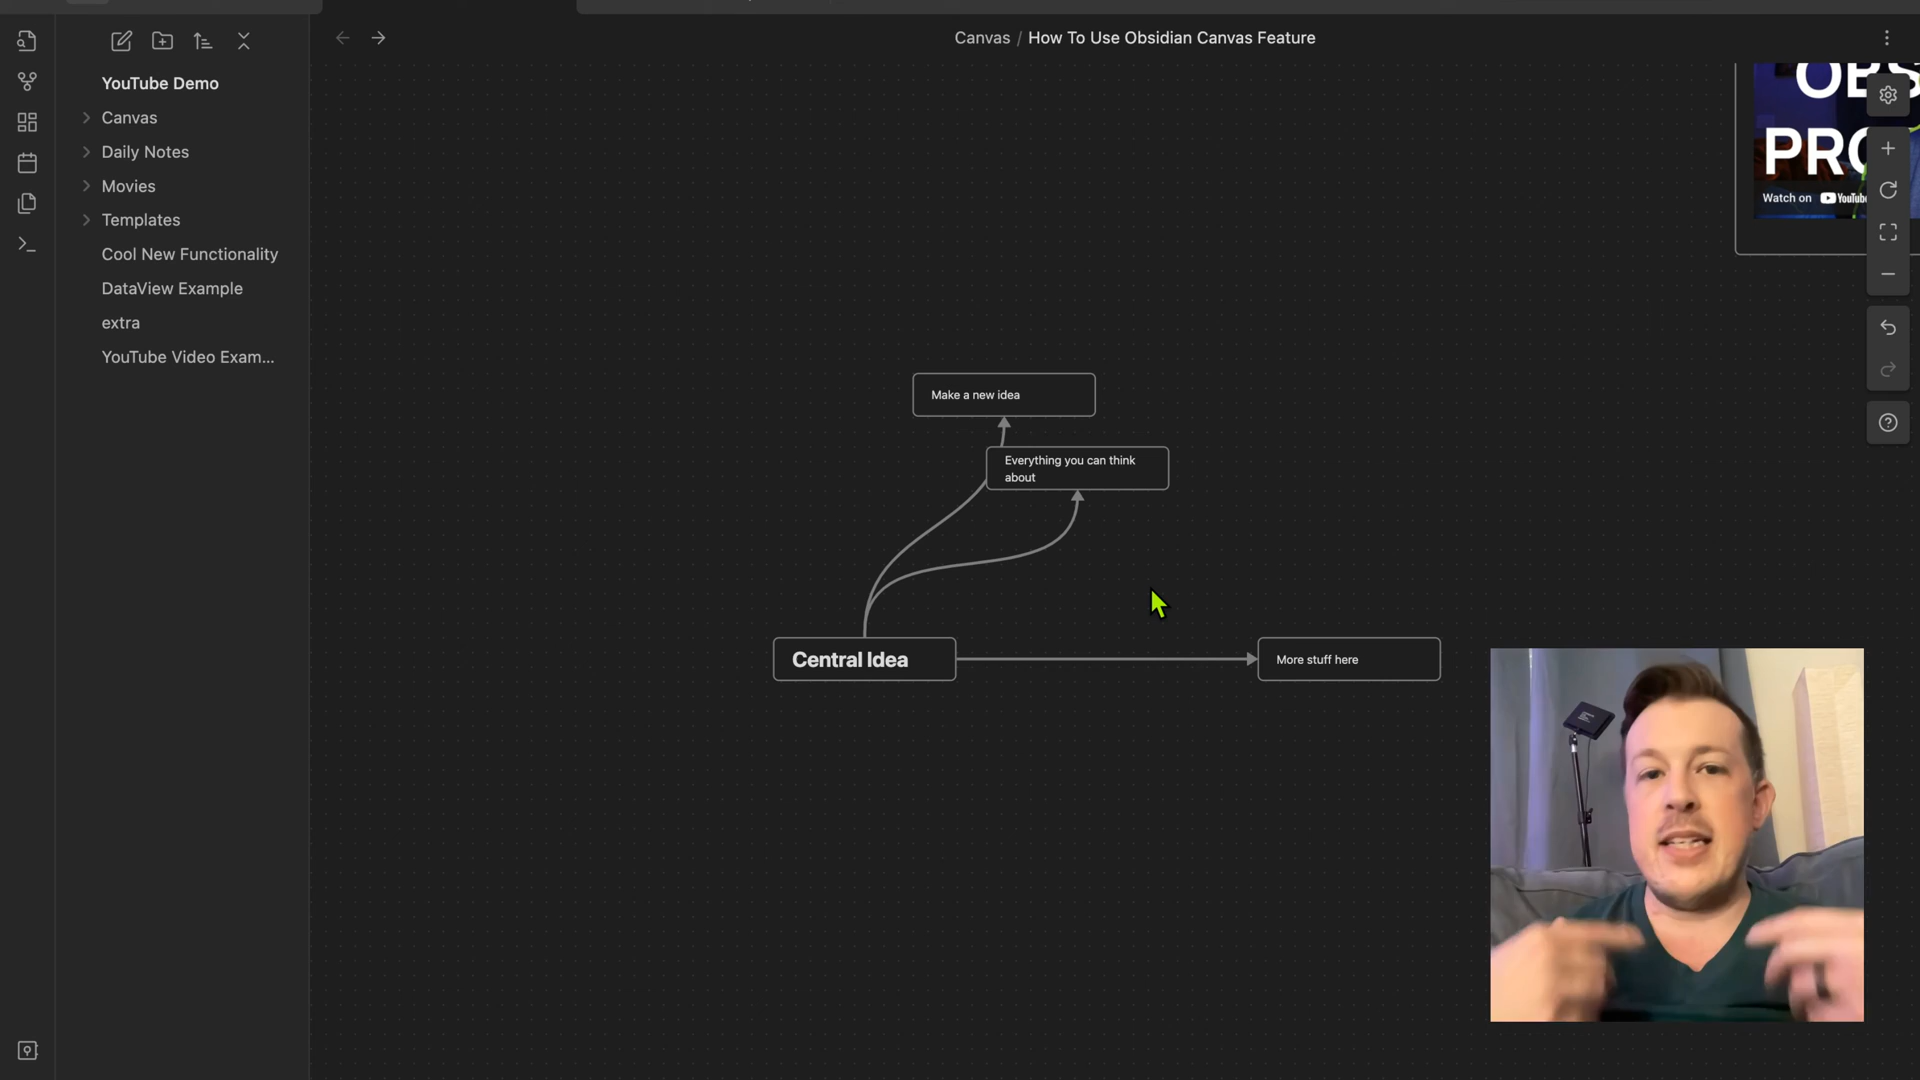 Canvas / How To Use Obsidian Canvas Feature
YouTube Demo
Canvas
Daily Notes
Movies
Templates
Cool New Functionality
DataView Example
extra
YouTube Video Exam...
PRO
Watch on YouTube
Make a new idea
Everything you can think
about
Central Idea
More stuff here